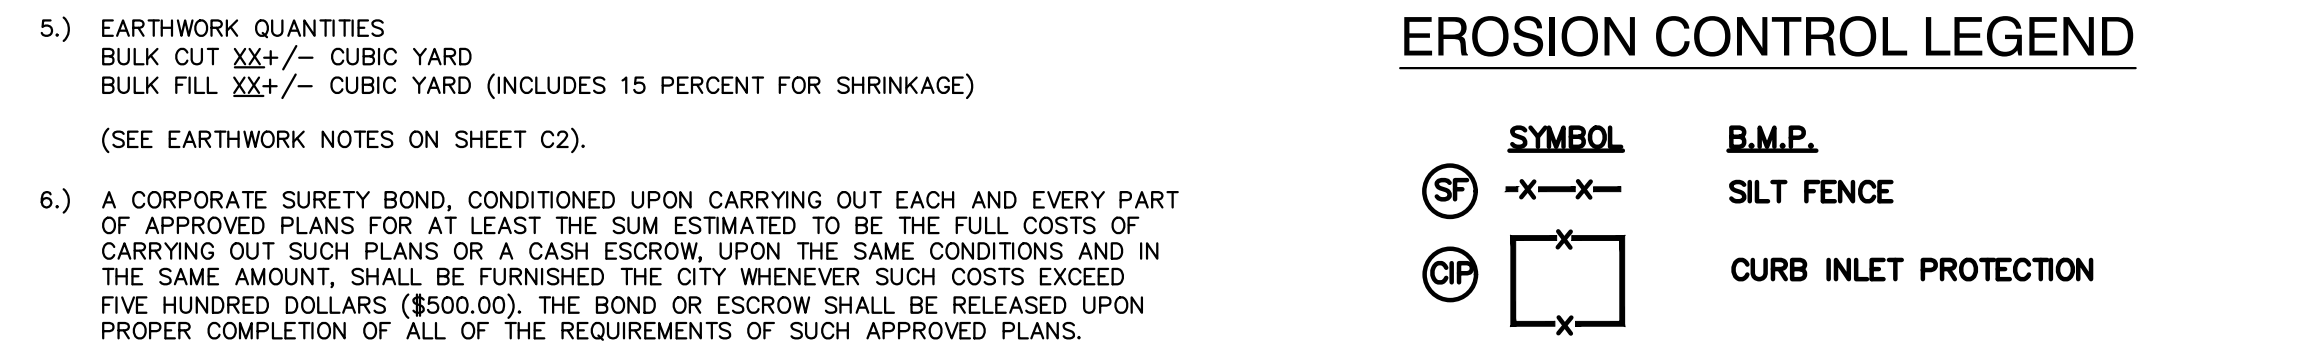 5.) EARTHWORK QUANTITIES
BULK CUT XX+/- CUBIC YARD
BULK FILL XX+/- CUBIC YARD (INCLUDES 15 PERCENT FOR SHRINKAGE)
(SEE EARTHWORK NOTES ON SHEET C2).
6.) A CORPORATE SURETY BOND, CONDITIONED UPON CARRYING OUT EACH AND EVERY PART
OF APPROVED PLANS FOR AT LEAST THE SUM ESTIMATED TO BE THE FULL COSTS OF
CARRYING OUT SUCH PLANS OR A CASH ESCROW, UPON THE SAME CONDITIONS AND IN
THE SAME AMOUNT, SHALL BE FURNISHED THE CITY WHENEVER SUCH COSTS EXCEED
FIVE HUNDRED DOLLARS ($500.00). THE BOND OR ESCROW SHALL BE RELEASED UPON
PROPER COMPLETION OF ALL OF THE REQUIREMENTS OF SUCH APPROVED PLANS.
EROSION CONTROL LEGEND
SYMBOL B.M.P.
SF -X—X— SILT FENCE
X
CIP CURB INLET PROTECTION
X